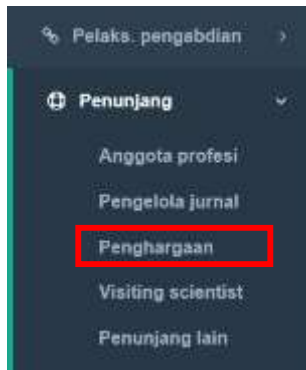 Pelaks. pengabdian
Penunjang
Anggota profesi
Pengelola jurnal
Penghargaan
Visiting scientist
Penunjang lain